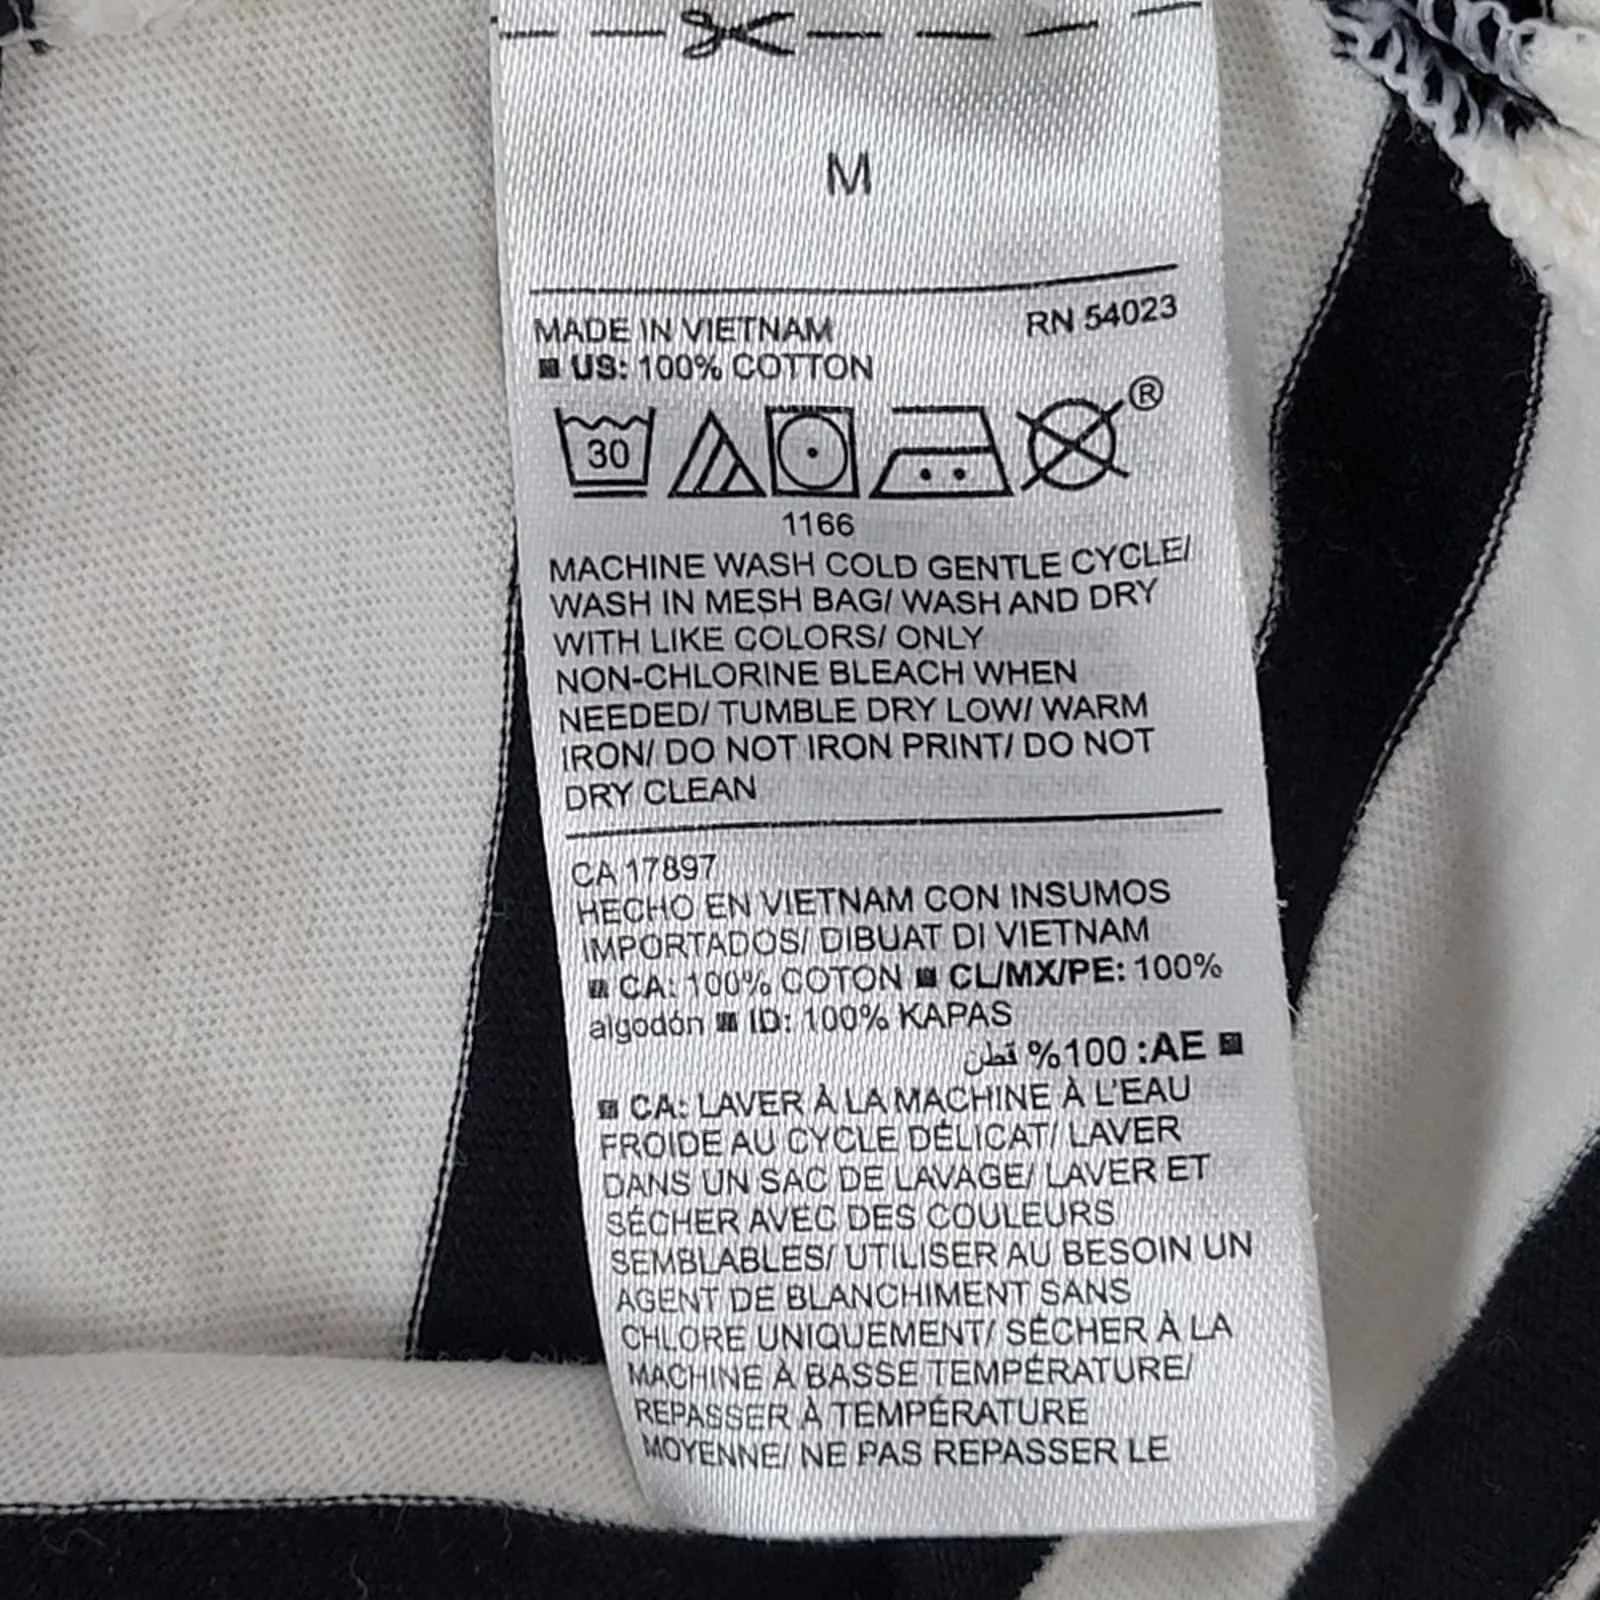 M
MADE IN VIETNAM RN 54023
US: 100% COTTON
30 ®
1166
MACHINE WASH COLD GENTLE CYCLE/
WASH IN MESH BAG/ WASH AND DRY
WITH LIKE COLORS/ ONLY
NON-CHLORINE BLEACH WHEN
NEEDED/ TUMBLE DRY LOW/ WARM
IRON/ DO NOT IRON PRINT/ DO NOT
DRY CLEAN
CA 17897
HECHO EN VIETNAM CON INSUMOS
IMPORTADOS/ DIBUAT DI VIETNAM
■ CA: 100% COTON ■ CL/MX/PE: 100%
algodón ■ ID: 100% KAPAS
■ AE: 100% قطن
■ CA: LAVER À LA MACHINE À L'EAU
FROIDE AU CYCLE DÉLICAT/ LAVER
DANS UN SAC DE LAVAGE/ LAVER ET
SÉCHER AVEC DES COULEURS
SEMBLABLES/ UTILISER AU BESOIN UN
AGENT DE BLANCHIMENT SANS
CHLORE UNIQUEMENT/ SÉCHER À LA
MACHINE À BASSE TEMPÉRATURE/
REPASSER À TEMPÉRATURE
MOYENNE/ NE PAS REPASSER LE